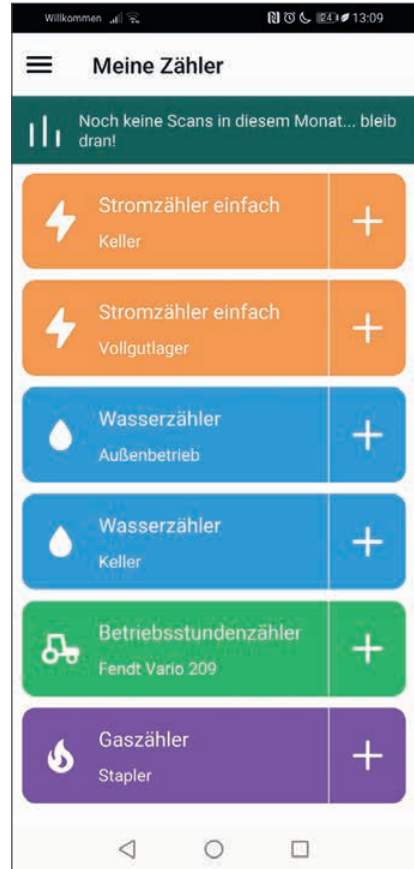 Willkommen 24 13:09
Meine Zähler
Noch keine Scans in diesem Monat... bleib
dran!
Stromzähler einfach
Keller
Stromzähler einfach
Vollgutlager
Wasserzähler
Außenbetrieb
Wasserzähler
Keller
Betriebsstundenzähler
Fendt Vario 209
Gaszähler
Stapler